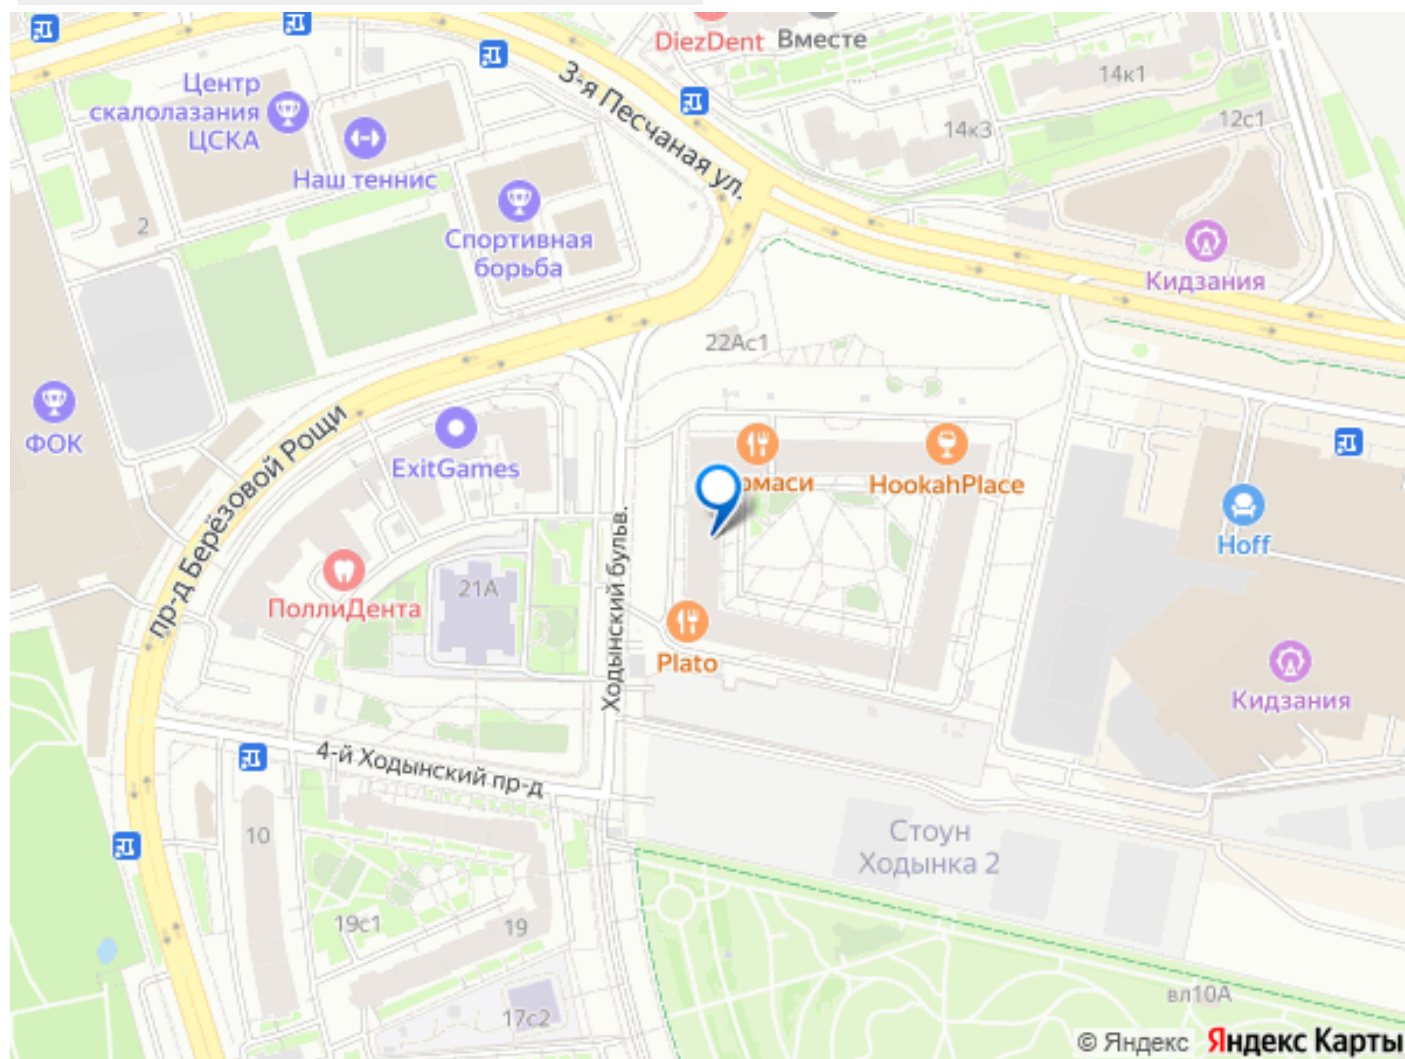 DiezDent
Вместе
3-я Песчаная ул.
14к1
Центр
скалолазания
ЦСКА
12с1
14к3
Наш теннис
2
Спортивная
борьба
Кидзания
22Ас1
ФОК
ExitGames
пр-д Берёзовой Рощи
омаси
HookahPlace
Hoff
Ходынский бульв.
21А
ПоллиДента
Plato
Кидзания
4-й Ходынский пр-д
10
Стоун
Ходынка 2
19с1
19
17с2
вл10А
© Яндекс Яндекс Карты